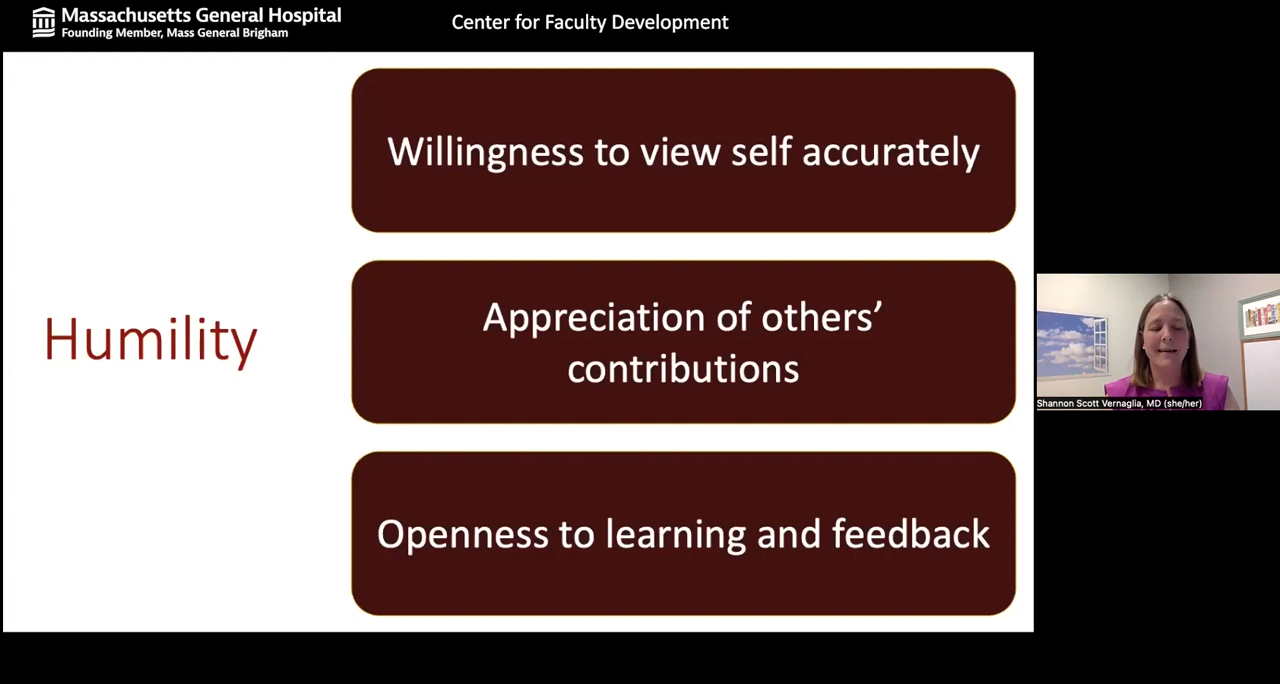 Massachusetts General Hospital
Founding Member, Mass General Brigham
Center for Faculty Development
Humility
Willingness to view self accurately
Appreciation of others’
contributions
Openness to learning and feedback
Shannon Scott Vernaglia, MD (she/her)